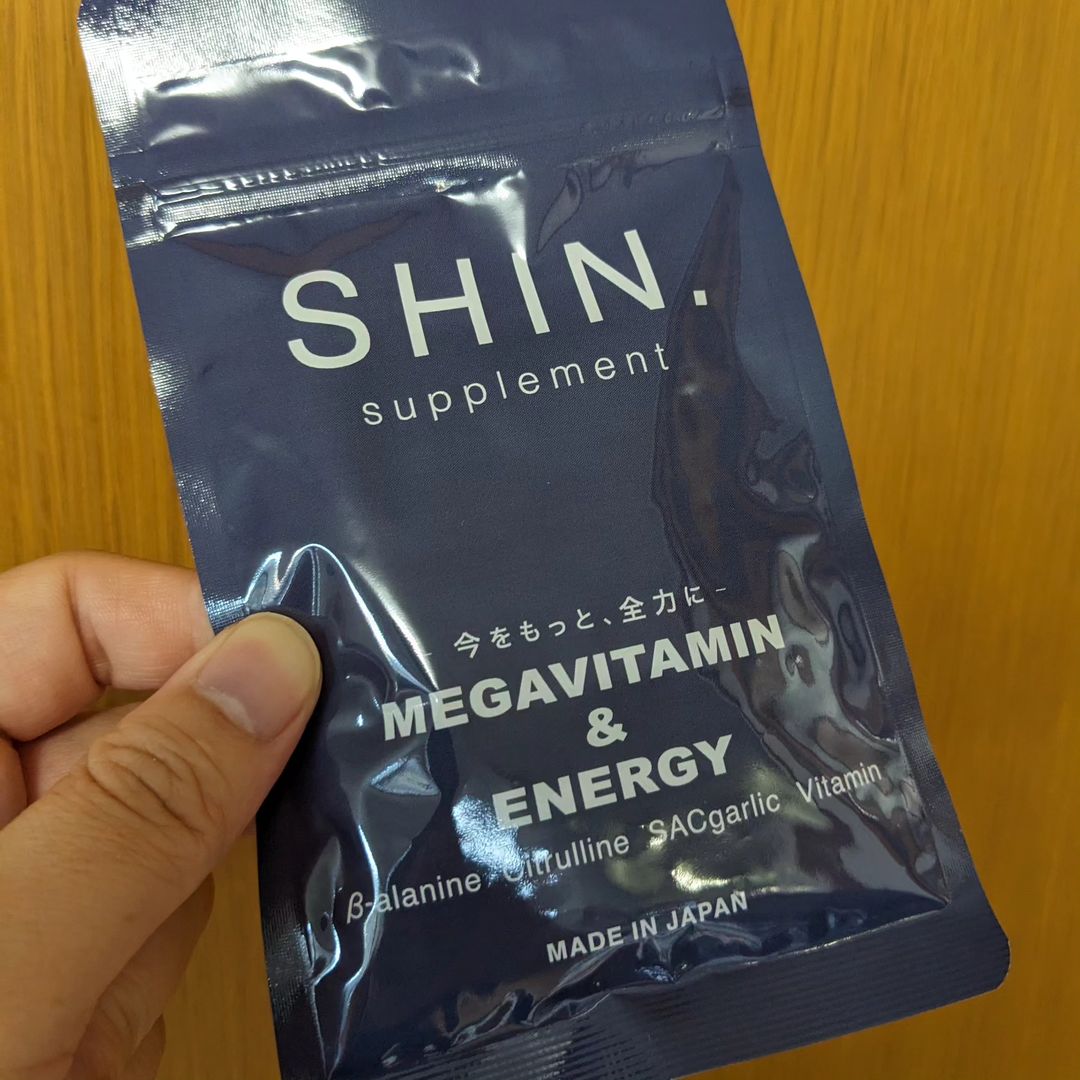 SHIN.
supplement
– 今をもっと、全力に –
MEGAVITAMIN
&
ENERGY
β-alanine Citrulline SACgarlic Vitamin
MADE IN JAPAN